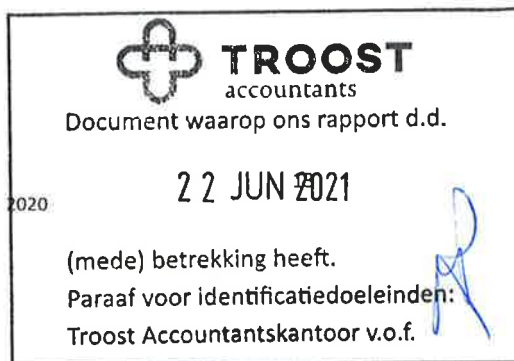 TROOST
accountants
Document waarop ons rapport d.d.
22 JUN 2021
2020
(mede) betrekking heeft.
Paraaf voor identificatiedoeleinden:
Troost Accountantskantoor v.o.f.